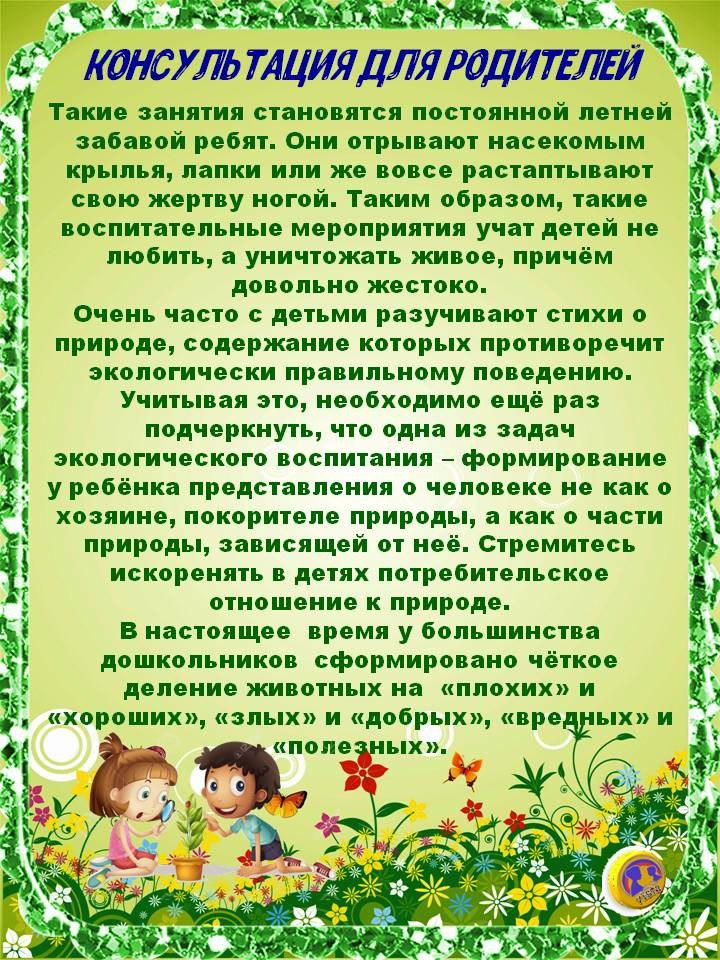 КОНСУЛЬТАЦИЯ ДЛЯ РОДИТЕЛЕЙ
Такие занятия становятся постоянной летней
забавой ребят. Они отрывают насекомым
крылья, лапки или же вовсе растаптывают
свою жертву ногой. Таким образом, такие
воспитательные мероприятия учат детей не
любить, а уничтожать живое, причём
довольно жестоко.
Очень часто с детьми разучивают стихи о
природе, содержание которых противоречит
экологически правильному поведению.
Учитывая это, необходимо ещё раз
подчеркнуть, что одна из задач
экологического воспитания – формирование
у ребёнка представления о человеке не как о
хозяине, покорителе природы, а как о части
природы, зависящей от неё. Стремитесь
искоренять в детях потребительское
отношение к природе.
В настоящее время у большинства
дошкольников сформировано чёткое
деление животных на «плохих» и
«хороших», «злых» и «добрых», «вредных» и
«полезных».